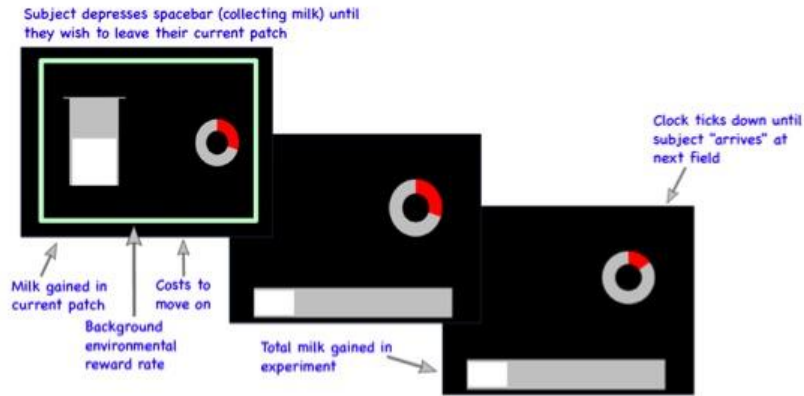 Subject depresses spacebar (collecting milk) until
they wish to leave their current patch
Clock ticks down until
subject "arrives" at
next field
Milk gained in
current patch
Costs to
move on
Background
environmental
reward rate
Total milk gained in
experiment